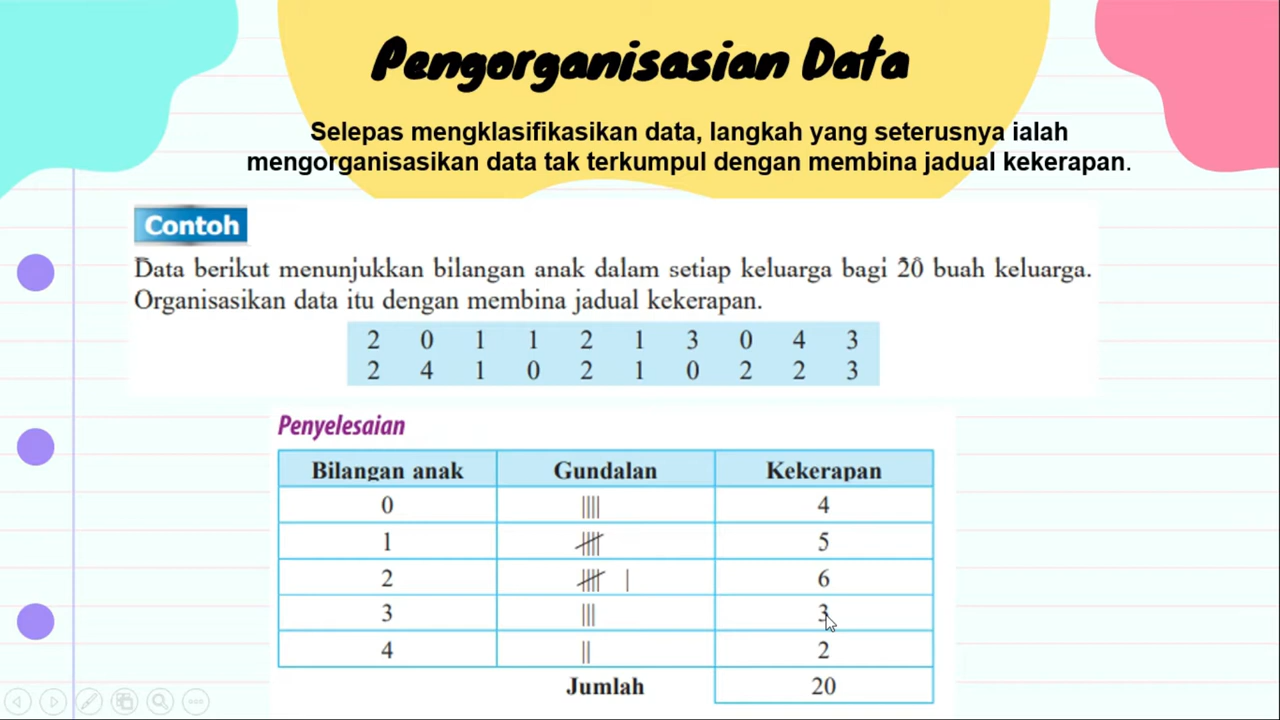 Pengorganisasian Data
Selepas mengklasifikasikan data, langkah yang seterusnya ialah
mengorganisasikan data tak terkumpul dengan membina jadual kekerapan.
Contoh
Data berikut menunjukkan bilangan anak dalam setiap keluarga bagi 20 buah keluarga.
Organisasikan data itu dengan membina jadual kekerapan.
2 0 1 1 2 1 3 0 4 3
2 4 1 0 2 1 0 2 2 3
Penyelesaian
Bilangan anak Gundalan Kekerapan
0 |||| 4
1 5
2 6
3 ||| 3
4 || 2
Jumlah 20